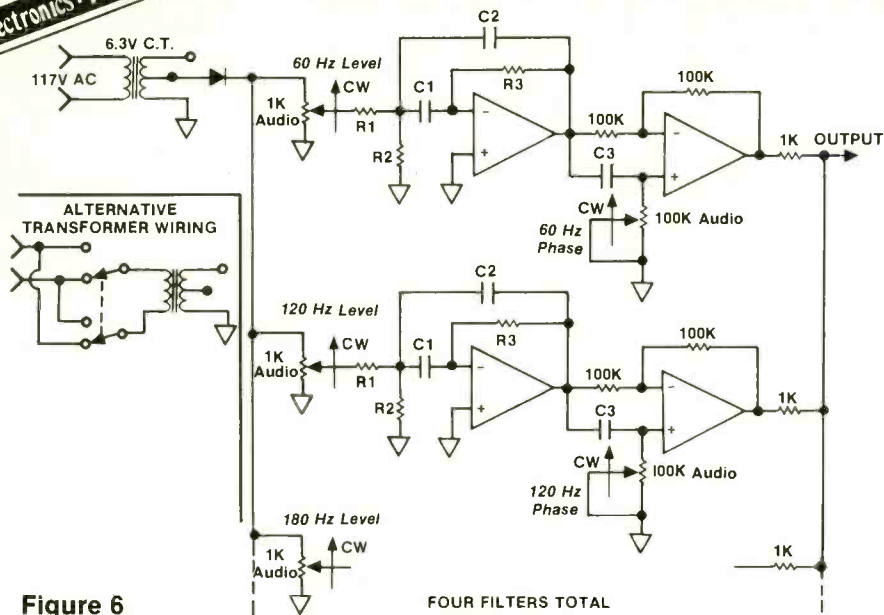 6.3V C.T.
117V AC
60 Hz Level
CW
1K
Audio
R1
R2
C1
C2
R3
-
+
100K
100K
C3
-
+
1K
OUTPUT
CW
100K Audio
60 Hz
Phase
ALTERNATIVE
TRANSFORMER WIRING
120 Hz Level
CW
1K
Audio
R1
R2
C1
C2
R3
-
+
100K
100K
C3
-
+
1K
CW
100K Audio
120 Hz
Phase
180 Hz Level
CW
1K
Audio
1K
Figure 6
FOUR FILTERS TOTAL